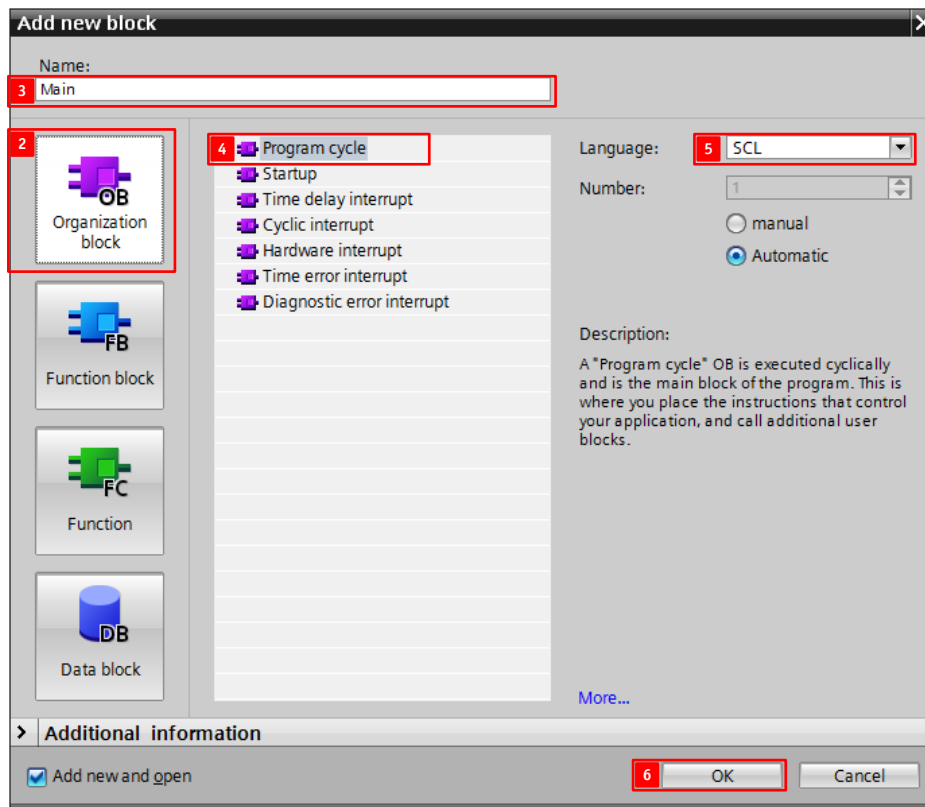 Add new block
Name:
3 Main
2
OB
Organization
block
FB
Function block
FC
Function
DB
Data block
4 Program cycle
Startup
Time delay interrupt
Cyclic interrupt
Hardware interrupt
Time error interrupt
Diagnostic error interrupt
Language: 5 SCL
Number: 1
manual
Automatic
Description:
A "Program cycle" OB is executed cyclically
and is the main block of the program. This is
where you place the instructions that control
your application, and call additional user
blocks.
More...
> Additional information
Add new and open
6 OK Cancel